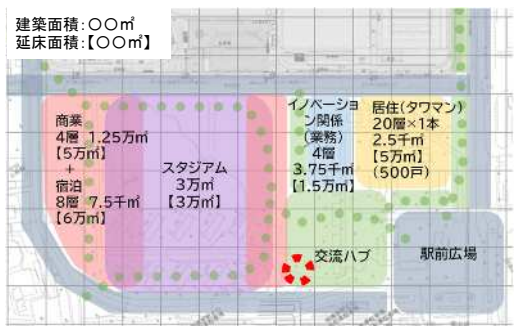 建築面積:○○㎡
延床面積:【○○㎡】
商業
4層 1.25万㎡
【5万㎡】
+
宿泊
8層 7.5千㎡
【6万㎡】
スタジアム
3万㎡
【3万㎡】
イノベーショ
ン関係
(業務)
4層
3.75千㎡
【1.5万㎡】
居住(タワマン)
20層×1本
2.5千㎡
【5万㎡】
(500戸)
交流ハブ
駅前広場